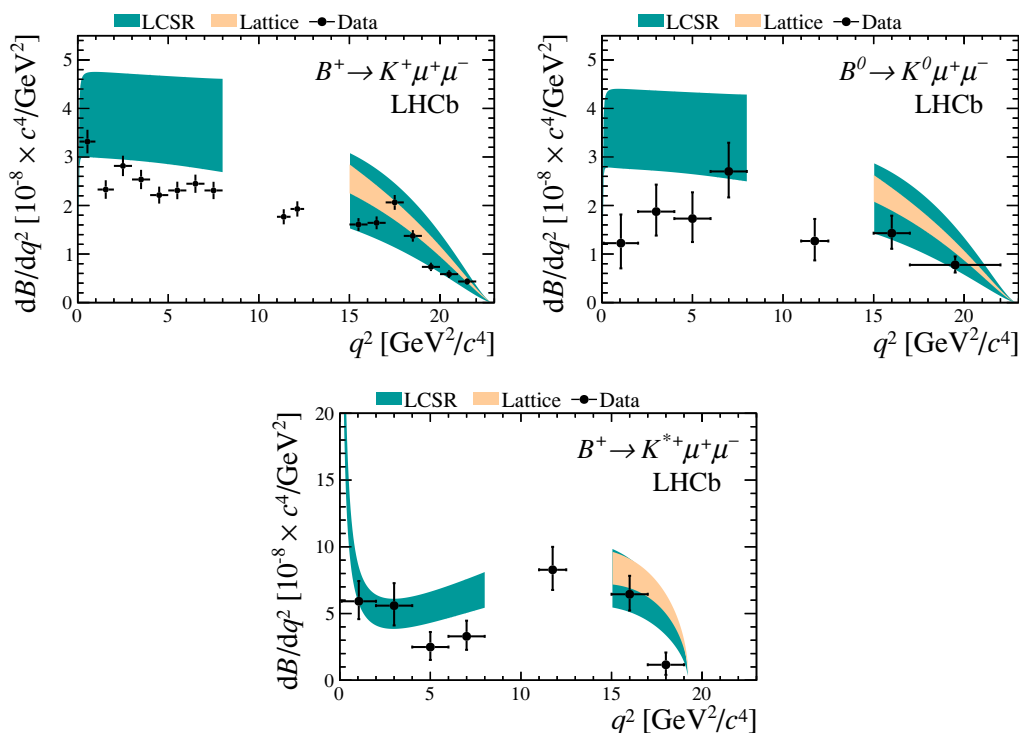 LCSR Lattice Data
B⁺ → K⁺μ⁺μ⁻
LHCb
dB/dq² [10⁻⁸ × c⁴/GeV²]
5
4
3
2
1
0
0 5 10 15 20
q² [GeV²/c⁴]
LCSR Lattice Data
B⁰ → K⁰μ⁺μ⁻
LHCb
dB/dq² [10⁻⁸ × c⁴/GeV²]
5
4
3
2
1
0
0 5 10 15 20
q² [GeV²/c⁴]
LCSR Lattice Data
B⁺ → K*⁺μ⁺μ⁻
LHCb
dB/dq² [10⁻⁸ × c⁴/GeV²]
20
15
10
5
0
0 5 10 15 20
q² [GeV²/c⁴]